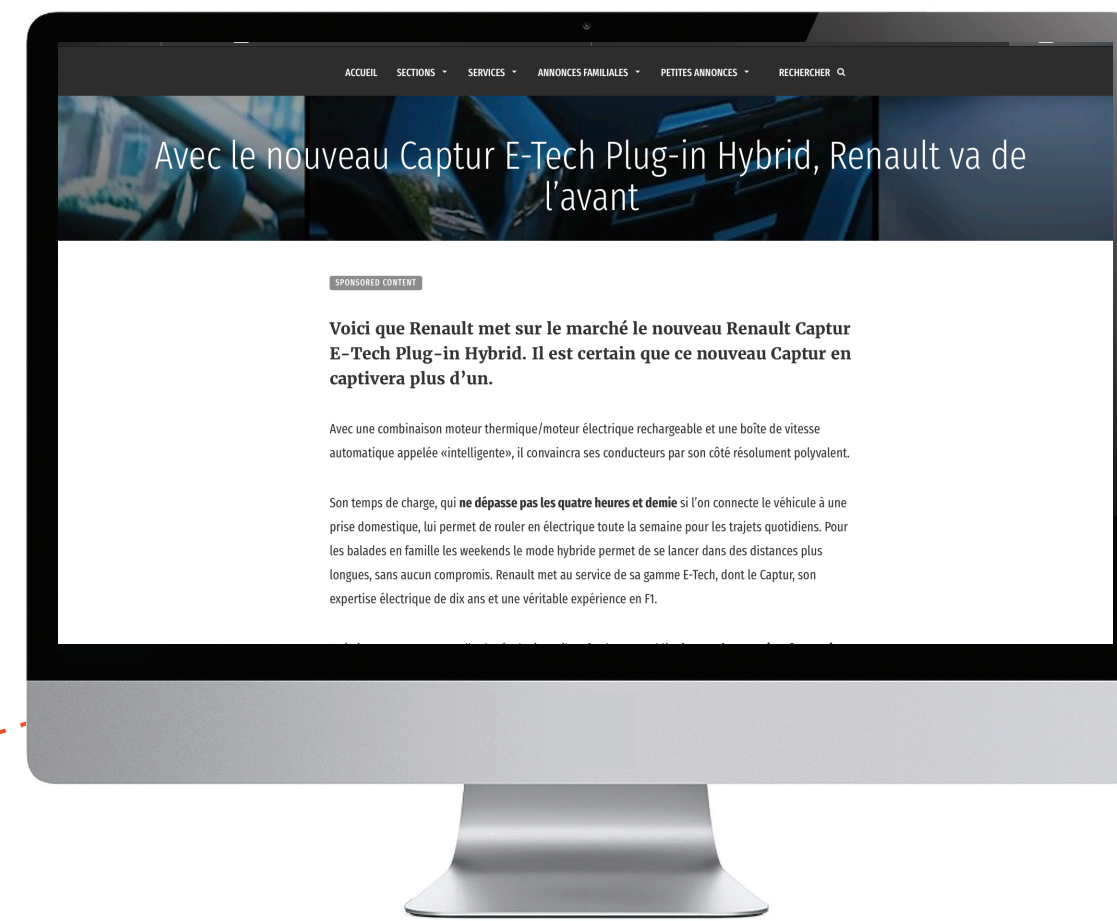 ACCUEIL SECTIONS SERVICES ANNONCES FAMILIALES PETITES ANNONCES RECHERCHER
Avec le nouveau Captur E-Tech Plug-in Hybrid, Renault va de
l’avant
SPONSORED CONTENT
Voici que Renault met sur le marché le nouveau Renault Captur
E-Tech Plug-in Hybrid. Il est certain que ce nouveau Captur en
captivera plus d’un.
Avec une combinaison moteur thermique/moteur électrique rechargeable et une boîte de vitesse
automatique appelée «intelligente», il convaincra ses conducteurs par son côté résolument polyvalent.
Son temps de charge, qui ne dépasse pas les quatre heures et demie si l’on connecte le véhicule à une
prise domestique, lui permet de rouler en électrique toute la semaine pour les trajets quotidiens. Pour
les balades en famille les weekends le mode hybride permet de se lancer dans des distances plus
longues, sans aucun compromis. Renault met au service de sa gamme E-Tech, dont le Captur, son
expertise électrique de dix ans et une véritable expérience en F1.